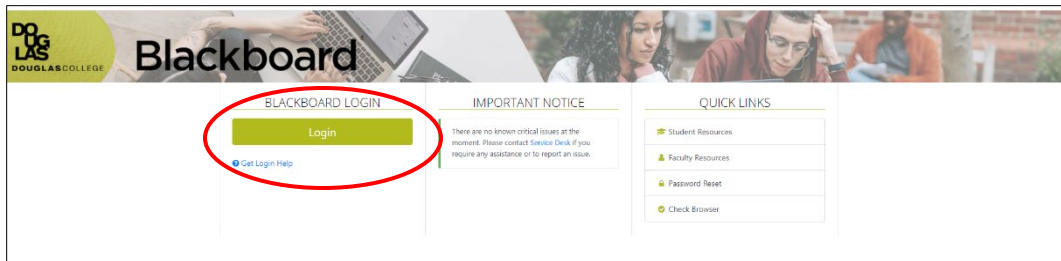 DO
UG
LAS
DOUGLASCOLLEGE
Blackboard
BLACKBOARD LOGIN
Login
Get Login Help
IMPORTANT NOTICE
There are no known critical issues at the
moment. Please contact Service Desk if you
require any assistance or to report an issue.
QUICK LINKS
Student Resources
Faculty Resources
Password Reset
Check Browser